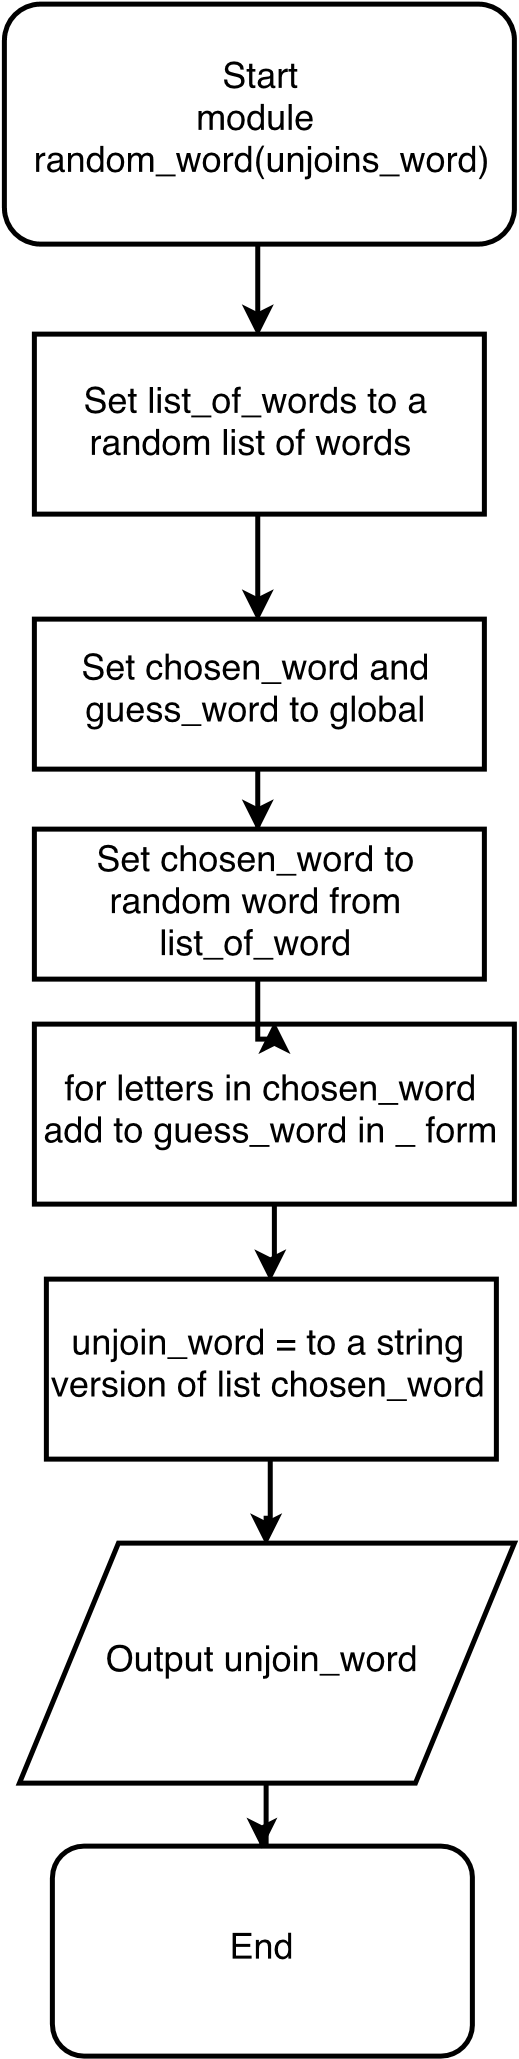 Start
module
random_word(unjoins_word)
Set list_of_words to a
random list of words
Set chosen_word and
guess_word to global
Set chosen_word to
random word from
list_of_word
for letters in chosen_word
add to guess_word in _ form
unjoin_word = to a string
version of list chosen_word
Output unjoin_word
End